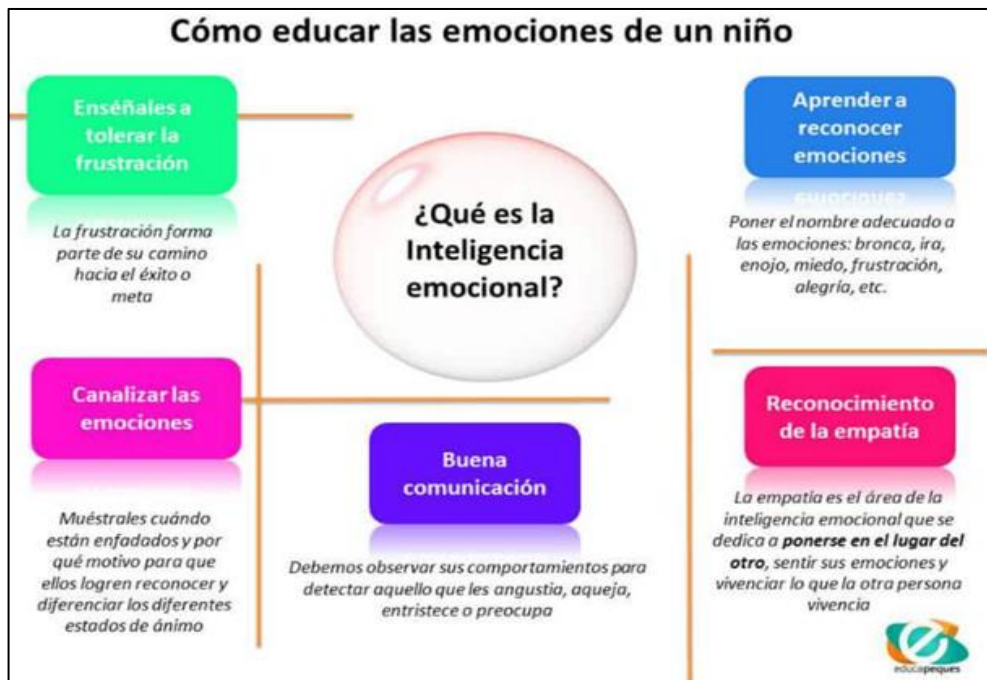 Cómo educar las emociones de un niño
Enséñales a
tolerar la
frustración
La frustración forma
parte de su camino
hacia el éxito o
meta
¿Qué es la
Inteligencia
emocional?
Aprender a
reconocer
emociones
Poner el nombre adecuado a
las emociones: bronca, ira,
enojo, miedo, frustración,
alegría, etc.
Canalizar las
emociones
Muéstrales cuándo
están enfadados y por
qué motivo para que
ellos logren reconocer y
diferenciar los diferentes
estados de ánimo
Buena
comunicación
Debemos observar sus comportamientos para
detectar aquello que les angustia, aqueja,
entristece o preocupa
Reconocimiento
de la empatía
La empatía es el área de la
inteligencia emocional que se
dedica a ponerse en el lugar del
otro, sentir sus emociones y
vivenciar lo que la otra persona
vivencia
educapeques